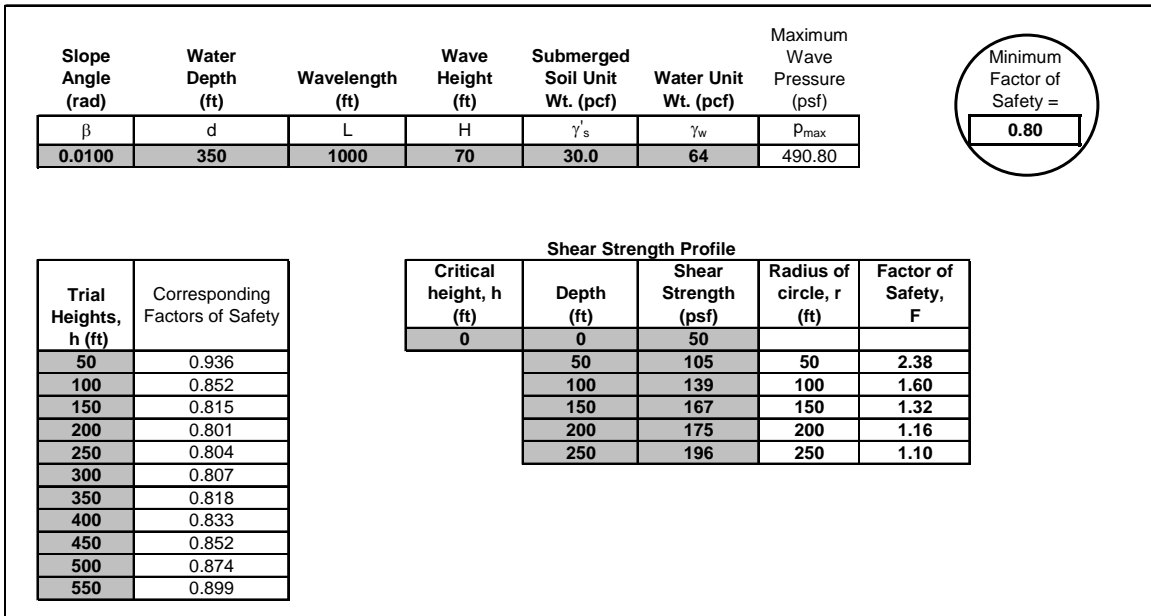 Slope Angle (rad) Water Depth (ft) Wavelength (ft) Wave Height (ft) Submerged Soil Unit Wt. (pcf) Water Unit Wt. (pcf) Maximum Wave Pressure (psf)
β d L H γ's γw pmax
0.0100 350 1000 70 30.0 64 490.80
Minimum
Factor of
Safety =
0.80
Trial Heights, h (ft) Corresponding Factors of Safety
50 0.936
100 0.852
150 0.815
200 0.801
250 0.804
300 0.807
350 0.818
400 0.833
450 0.852
500 0.874
550 0.899
Shear Strength Profile
Critical height, h (ft) Depth (ft) Shear Strength (psf) Radius of circle, r (ft) Factor of Safety, F
0 0 50
50 105 50 2.38
100 139 100 1.60
150 167 150 1.32
200 175 200 1.16
250 196 250 1.10